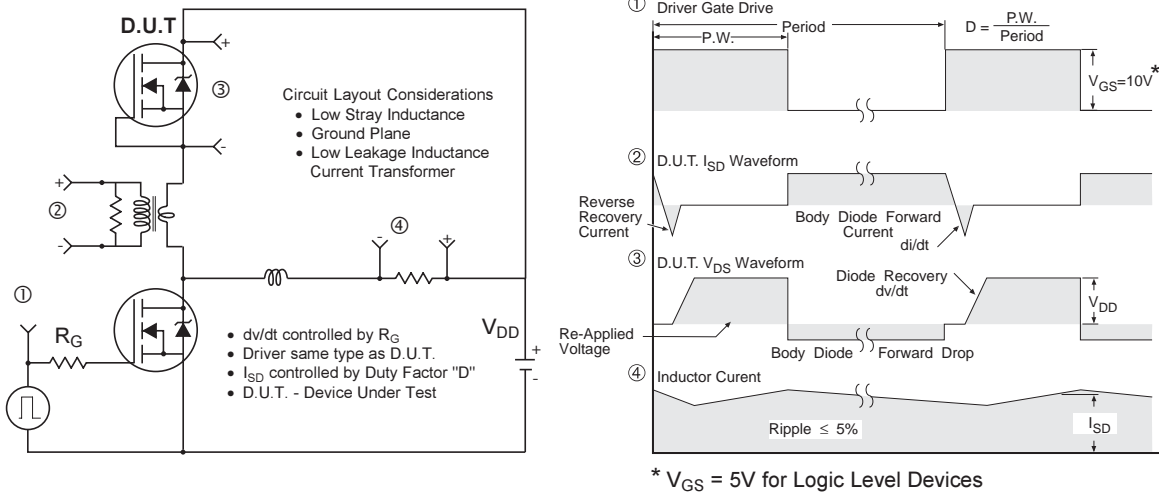 D.U.T
+
③
-
Circuit Layout Considerations
• Low Stray Inductance
• Ground Plane
• Low Leakage Inductance
Current Transformer
+
②
-
④
-
+
①
R_G
• dv/dt controlled by R_G
• Driver same type as D.U.T.
• I_SD controlled by Duty Factor "D"
• D.U.T. - Device Under Test
V_DD
+
-
① Driver Gate Drive
Period
P.W.
D = P.W.
Period
V_GS=10V*
② D.U.T. I_SD Waveform
Reverse
Recovery
Current
Body Diode Forward
Current
di/dt
③ D.U.T. V_DS Waveform
Diode Recovery
dv/dt
V_DD
Re-Applied
Voltage
Body Diode Forward Drop
④ Inductor Curent
Ripple ≤ 5%
I_SD
* V_GS = 5V for Logic Level Devices